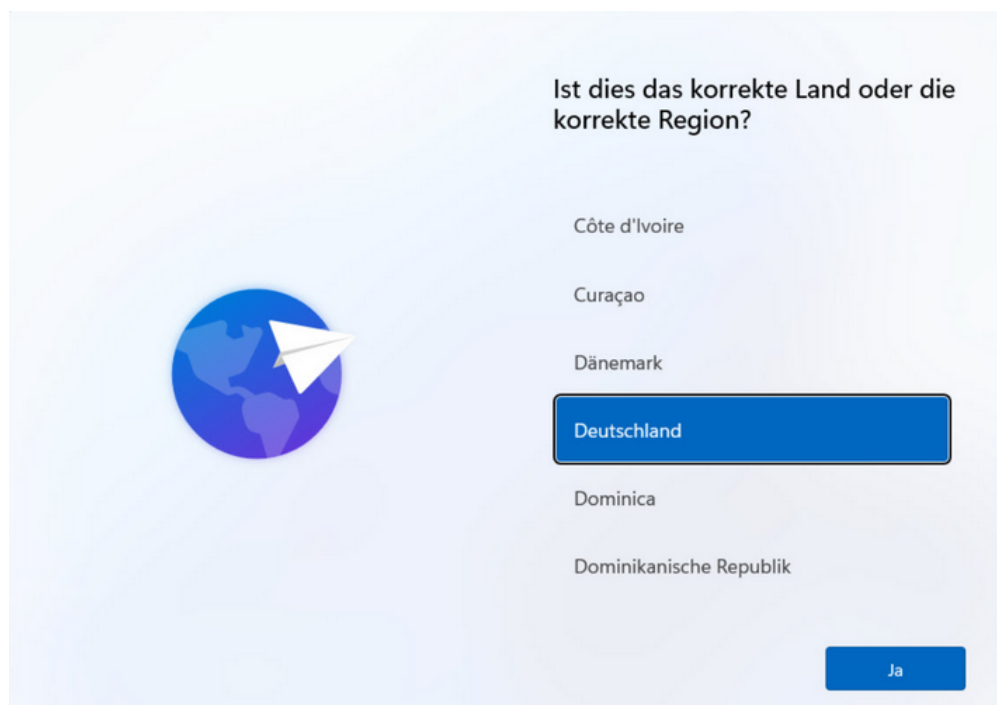 Ist dies das korrekte Land oder die
korrekte Region?
Côte d'Ivoire
Curaçao
Dänemark
Deutschland
Dominica
Dominikanische Republik
Ja